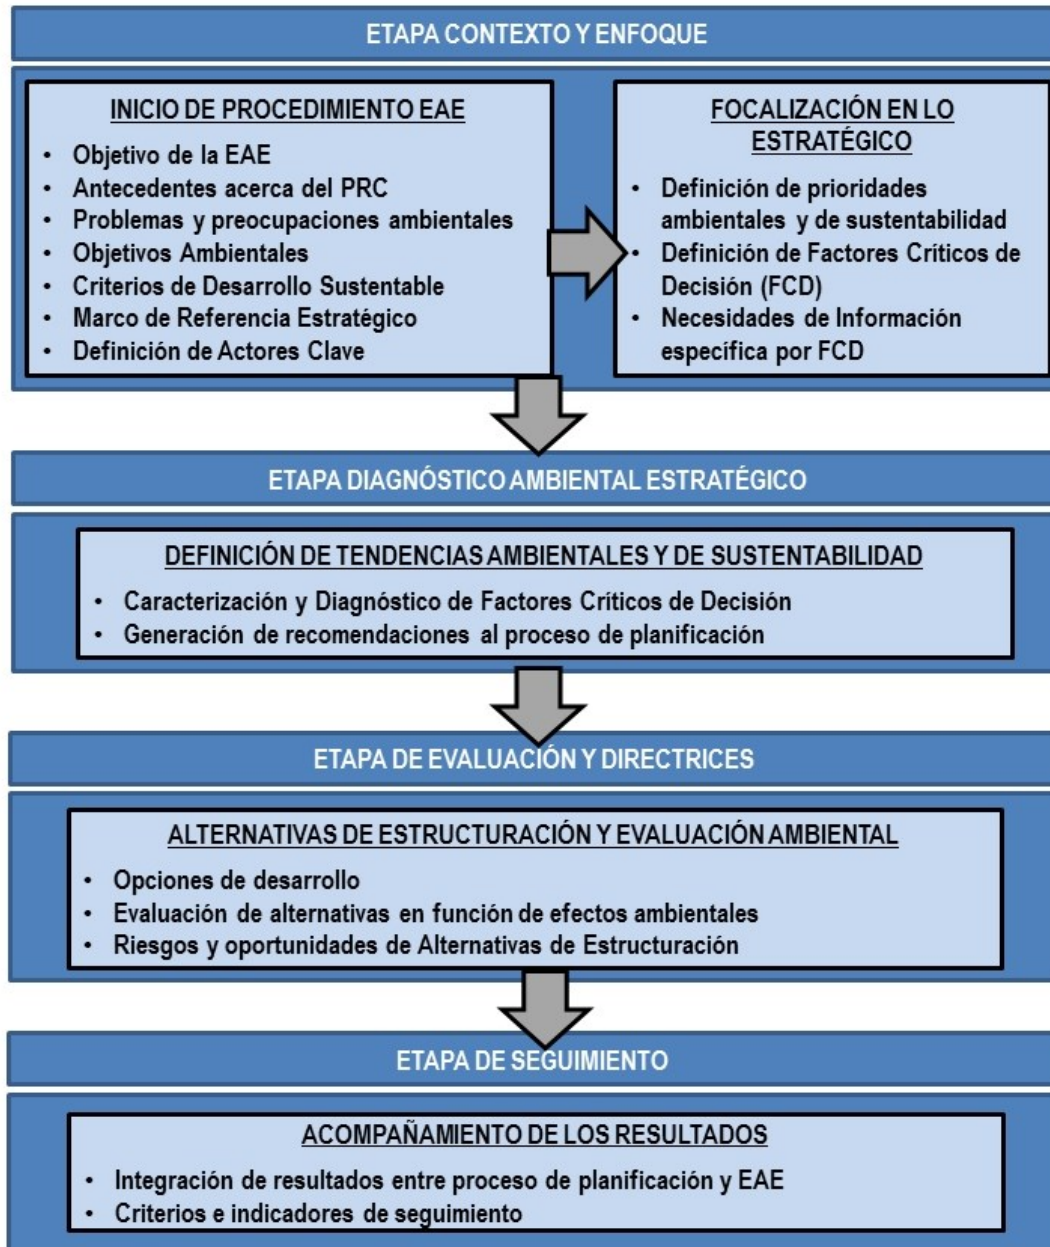 ETAPA CONTEXTO Y ENFOQUE
INICIO DE PROCEDIMIENTO EAE
• Objetivo de la EAE
• Antecedentes acerca del PRC
• Problemas y preocupaciones ambientales
• Objetivos Ambientales
• Criterios de Desarrollo Sustentable
• Marco de Referencia Estratégico
• Definición de Actores Clave
FOCALIZACIÓN EN LO
ESTRATÉGICO
• Definición de prioridades
ambientales y de sustentabilidad
• Definición de Factores Críticos de
Decisión (FCD)
• Necesidades de Información
específica por FCD
ETAPA DIAGNÓSTICO AMBIENTAL ESTRATÉGICO
DEFINICIÓN DE TENDENCIAS AMBIENTALES Y DE SUSTENTABILIDAD
• Caracterización y Diagnóstico de Factores Críticos de Decisión
• Generación de recomendaciones al proceso de planificación
ETAPA DE EVALUACIÓN Y DIRECTRICES
ALTERNATIVAS DE ESTRUCTURACIÓN Y EVALUACIÓN AMBIENTAL
• Opciones de desarrollo
• Evaluación de alternativas en función de efectos ambientales
• Riesgos y oportunidades de Alternativas de Estructuración
ETAPA DE SEGUIMIENTO
ACOMPAÑAMIENTO DE LOS RESULTADOS
• Integración de resultados entre proceso de planificación y EAE
• Criterios e indicadores de seguimiento